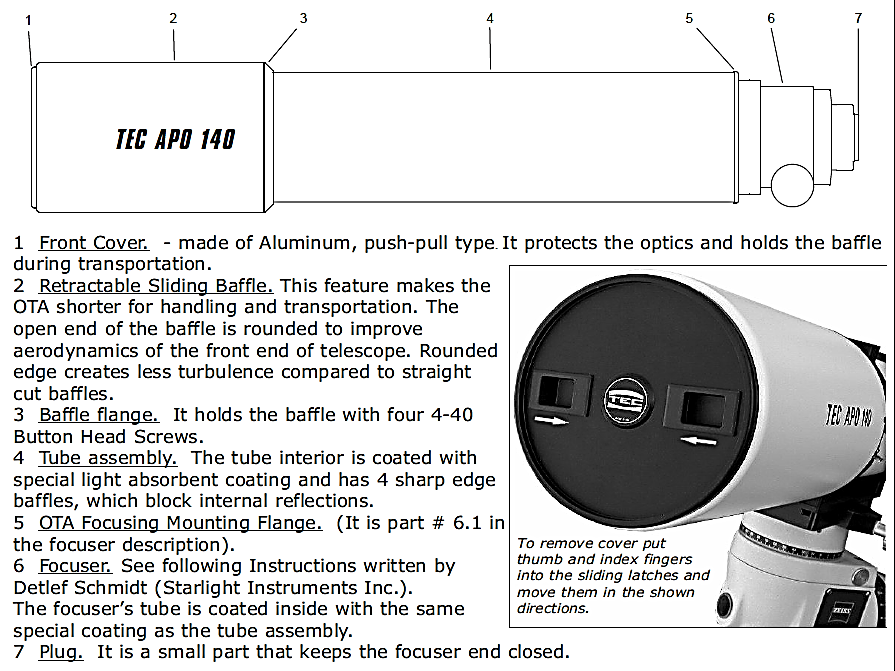 1 2 3 4 5 6 7
TEC APO 140
1 Front Cover. - made of Aluminum, push-pull type. It protects the optics and holds the baffle
during transportation.
2 Retractable Sliding Baffle. This feature makes the
OTA shorter for handling and transportation. The
open end of the baffle is rounded to improve
aerodynamics of the front end of telescope. Rounded
edge creates less turbulence compared to straight
cut baffles.
3 Baffle flange. It holds the baffle with four 4-40
Button Head Screws.
4 Tube assembly. The tube interior is coated with
special light absorbent coating and has 4 sharp edge
baffles, which block internal reflections.
5 OTA Focusing Mounting Flange. (It is part # 6.1 in
the focuser description).
6 Focuser. See following Instructions written by
Detlef Schmidt (Starlight Instruments Inc.).
The focuser's tube is coated inside with the same
special coating as the tube assembly.
7 Plug. It is a small part that keeps the focuser end closed.
TEC
TEC APO 140
ZEISS
To remove cover put
thumb and index fingers
into the sliding latches and
move them in the shown
directions.